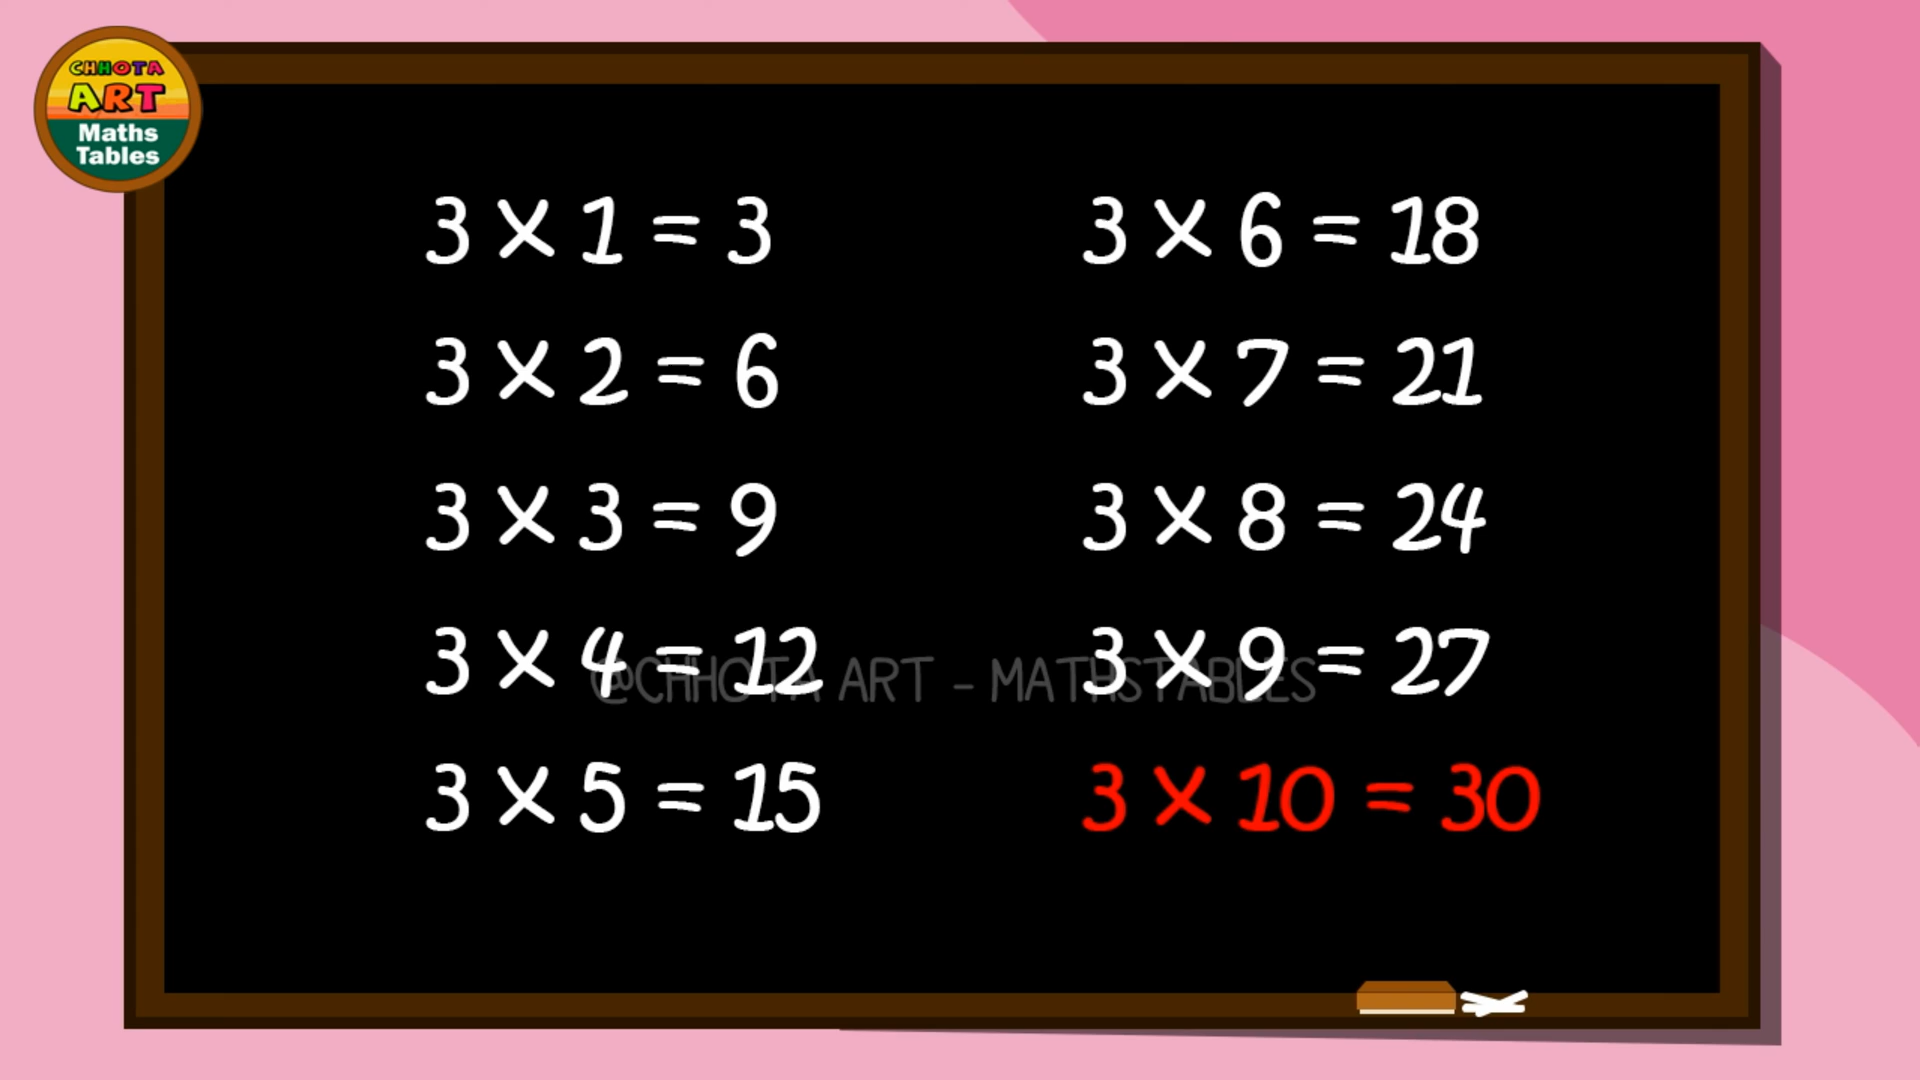 CHHOTA
ART
Maths
Tables
3 × 1 = 3
3 × 2 = 6
3 × 3 = 9
3 × 4 = 12
3 × 5 = 15
3 × 6 = 18
3 × 7 = 21
3 × 8 = 24
3 × 9 = 27
3 × 10 = 30
@CHHOTA ART - MATHSTABLES